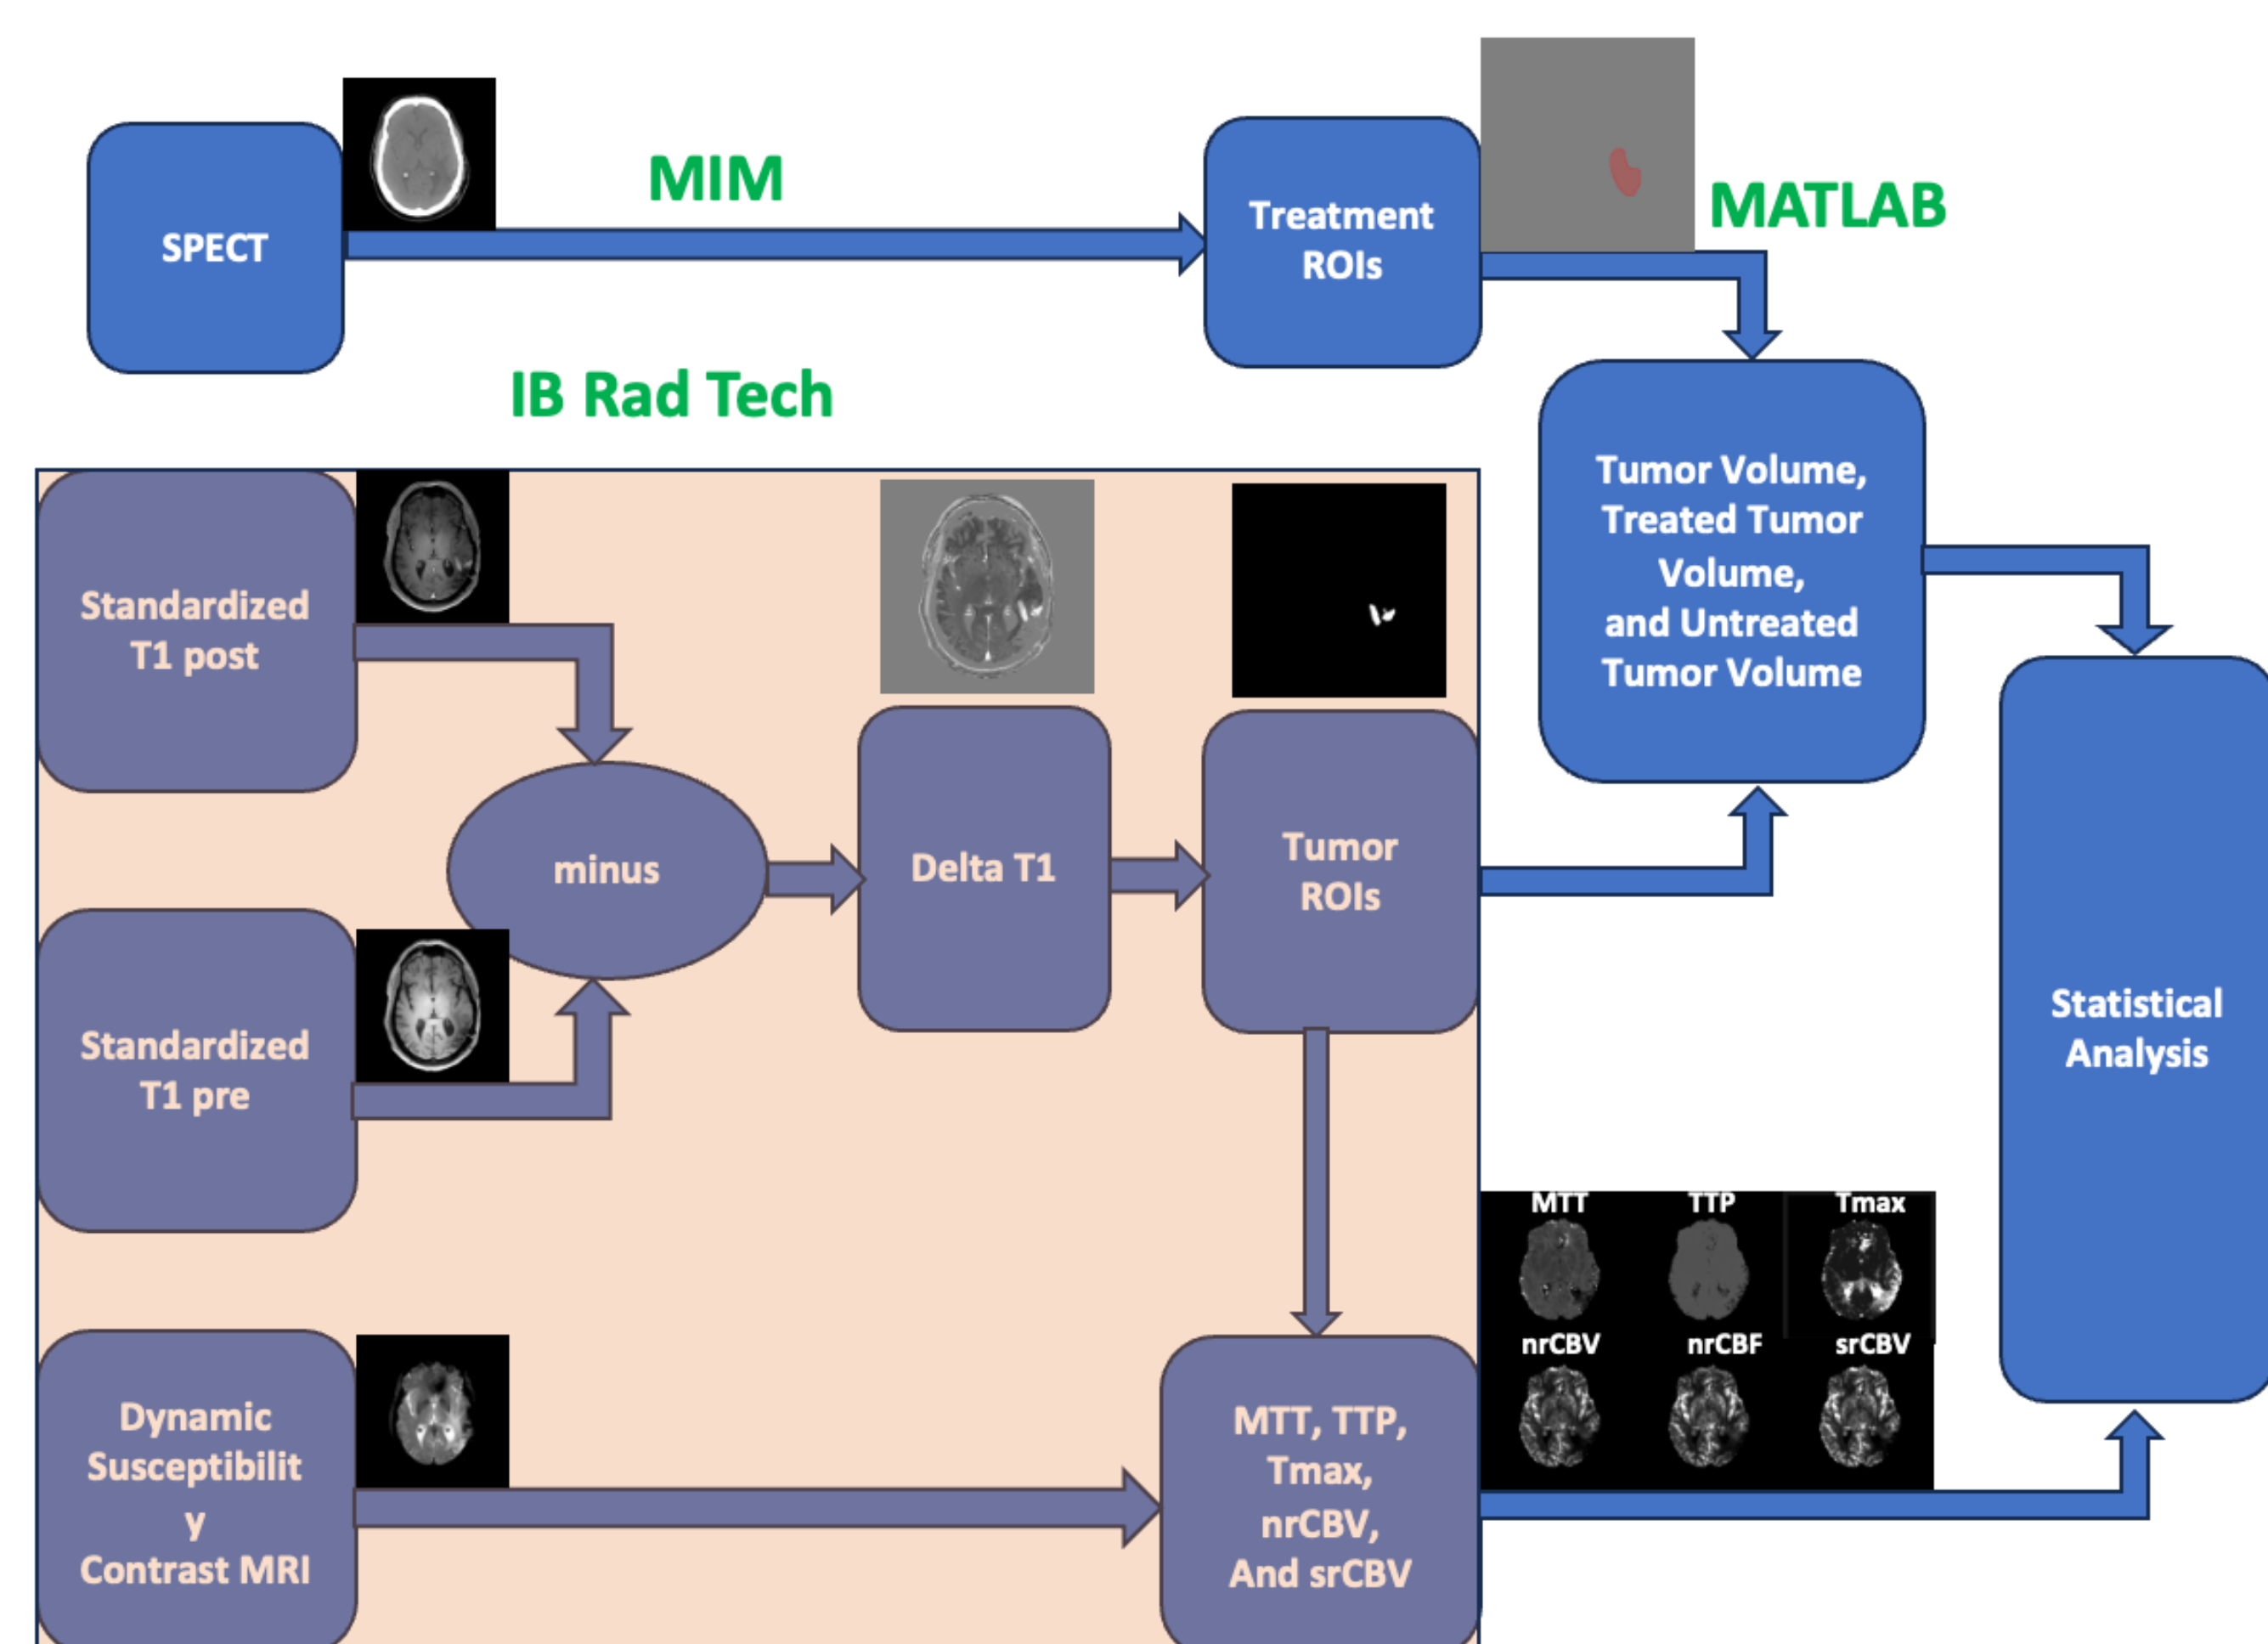 MIM
MATLAB
SPECT
Treatment
ROIs
IB Rad Tech
Tumor Volume,
Treated Tumor
Volume,
and Untreated
Tumor Volume
Standardized
T1 post
minus
Delta T1
Tumor
ROIs
Standardized
T1 pre
Statistical
Analysis
MTT TTP Tmax
nrCBV nrCBF srCBV
Dynamic
Susceptibilit
y
Contrast MRI
MTT, TTP,
Tmax,
nrCBV,
And srCBV